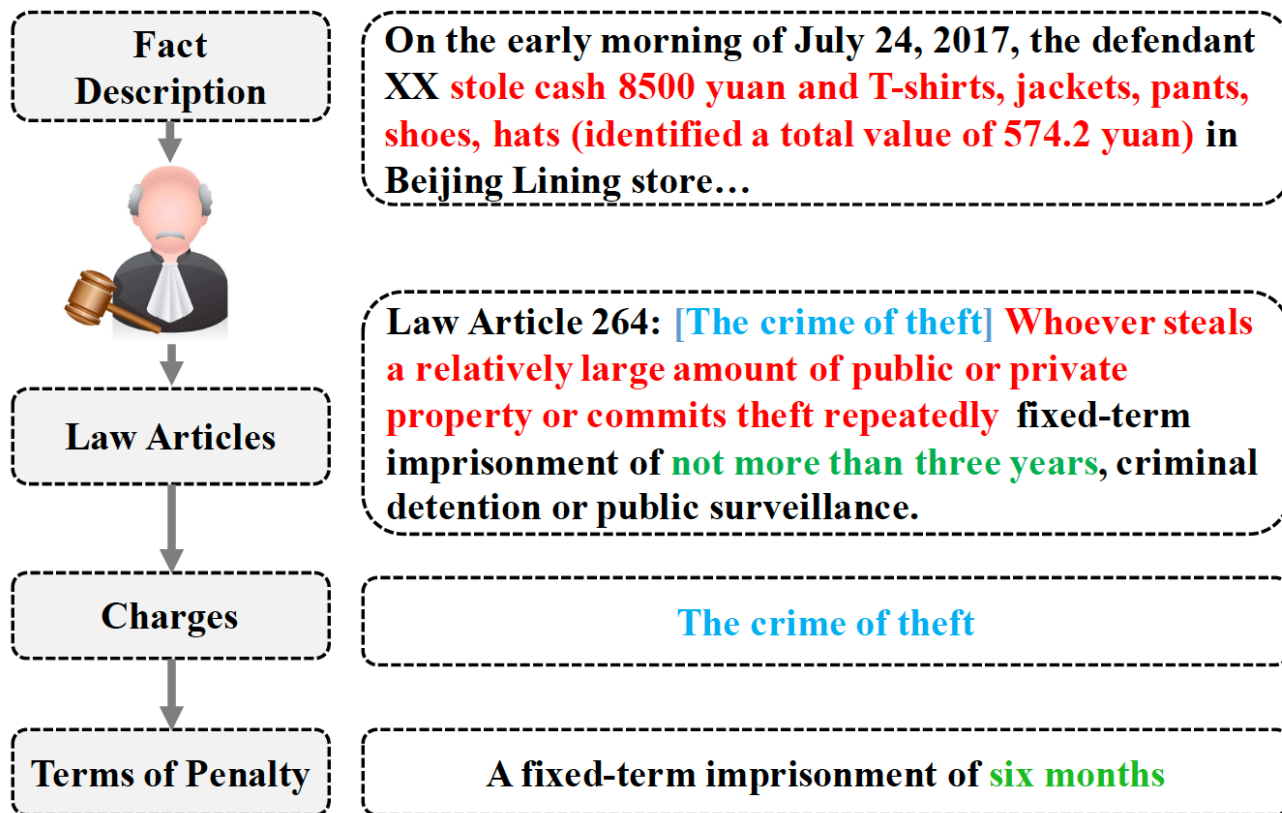 Fact
Description
On the early morning of July 24, 2017, the defendant
XX stole cash 8500 yuan and T-shirts, jackets, pants,
shoes, hats (identified a total value of 574.2 yuan) in
Beijing Lining store…
Law Articles
Law Article 264: [The crime of theft] Whoever steals
a relatively large amount of public or private
property or commits theft repeatedly fixed-term
imprisonment of not more than three years, criminal
detention or public surveillance.
Charges
The crime of theft
Terms of Penalty
A fixed-term imprisonment of six months